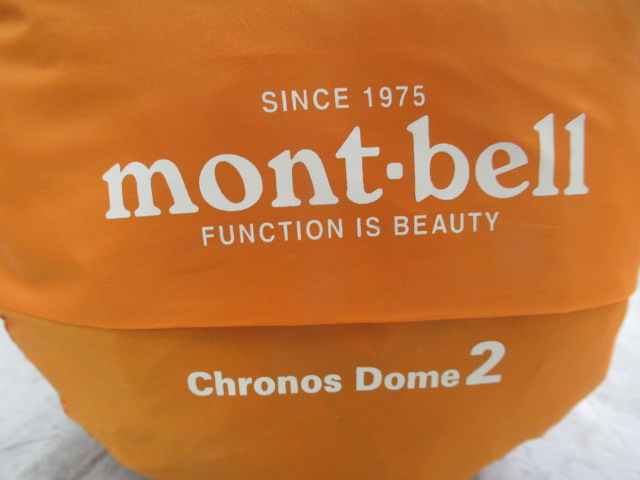 SINCE 1975
mont·bell
FUNCTION IS BEAUTY
Chronos Dome 2